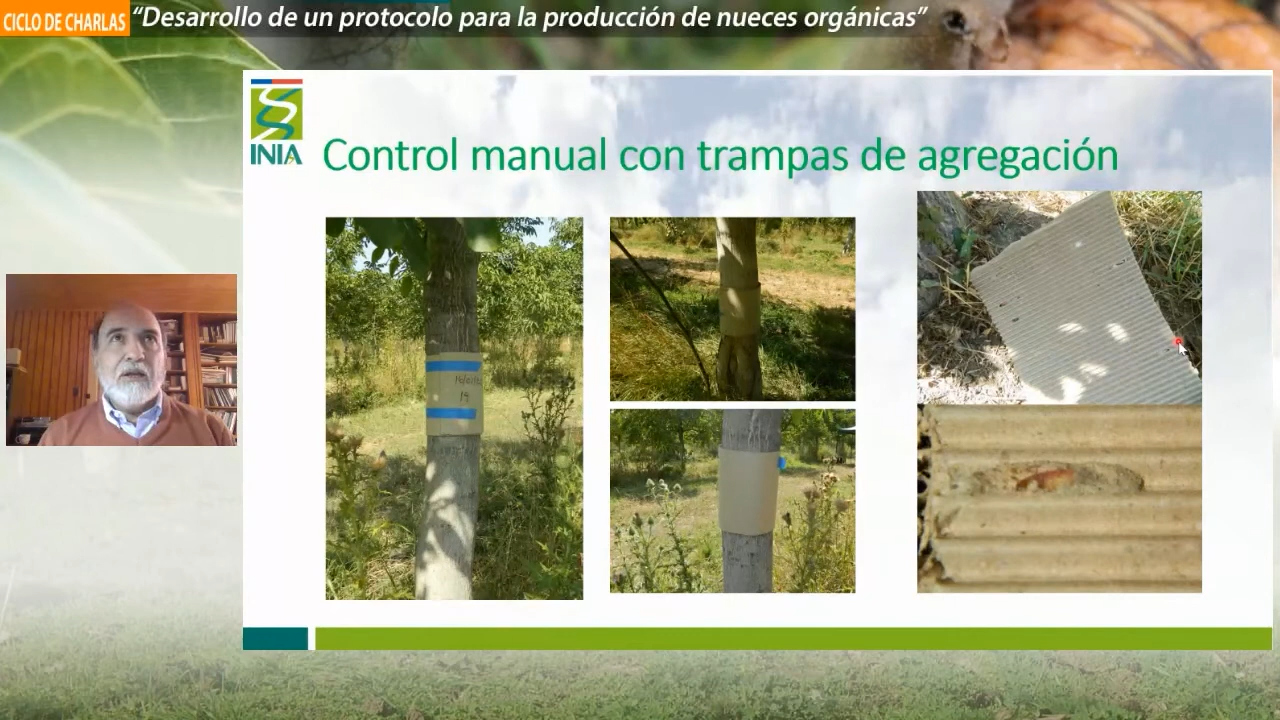 CICLO DE CHARLAS "Desarrollo de un protocolo para la producción de nueces orgánicas"
INIA
Control manual con trampas de agregación
19